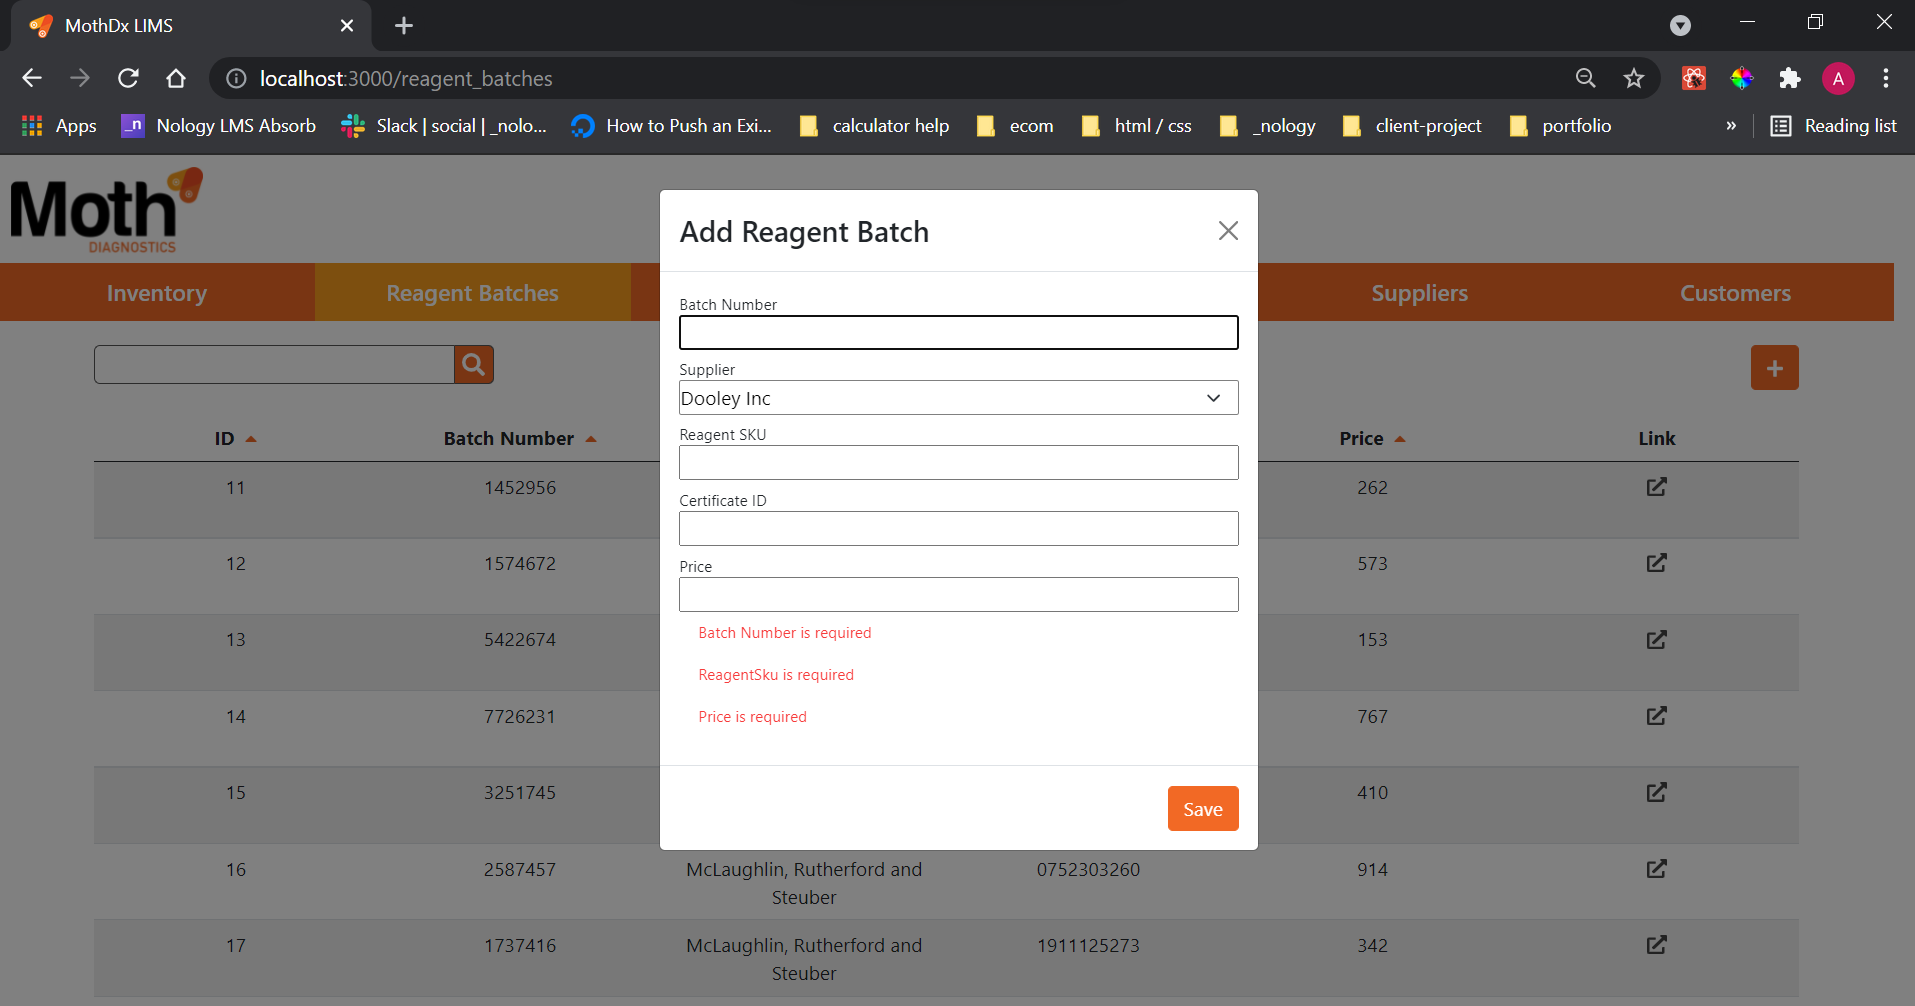 MothDx LIMS
localhost:3000/reagent_batches
A
Apps
_n Nology LMS Absorb
Slack | social | _nolo...
How to Push an Exi...
calculator help
ecom
html / css
_nology
client-project
portfolio
»
Reading list
Moth
DIAGNOSTICS
Inventory
Reagent Batches
Suppliers
Customers
Add Reagent Batch
Batch Number
Supplier
Dooley Inc
Reagent SKU
Certificate ID
Price
Batch Number is required
ReagentSku is required
Price is required
Save
ID Batch Number Price Link
11 1452956 262
12 1574672 573
13 5422674 153
14 7726231 767
15 3251745 410
16 2587457 McLaughlin, Rutherford and 0752303260 914
Steuber
17 1737416 McLaughlin, Rutherford and 1911125273 342
Steuber